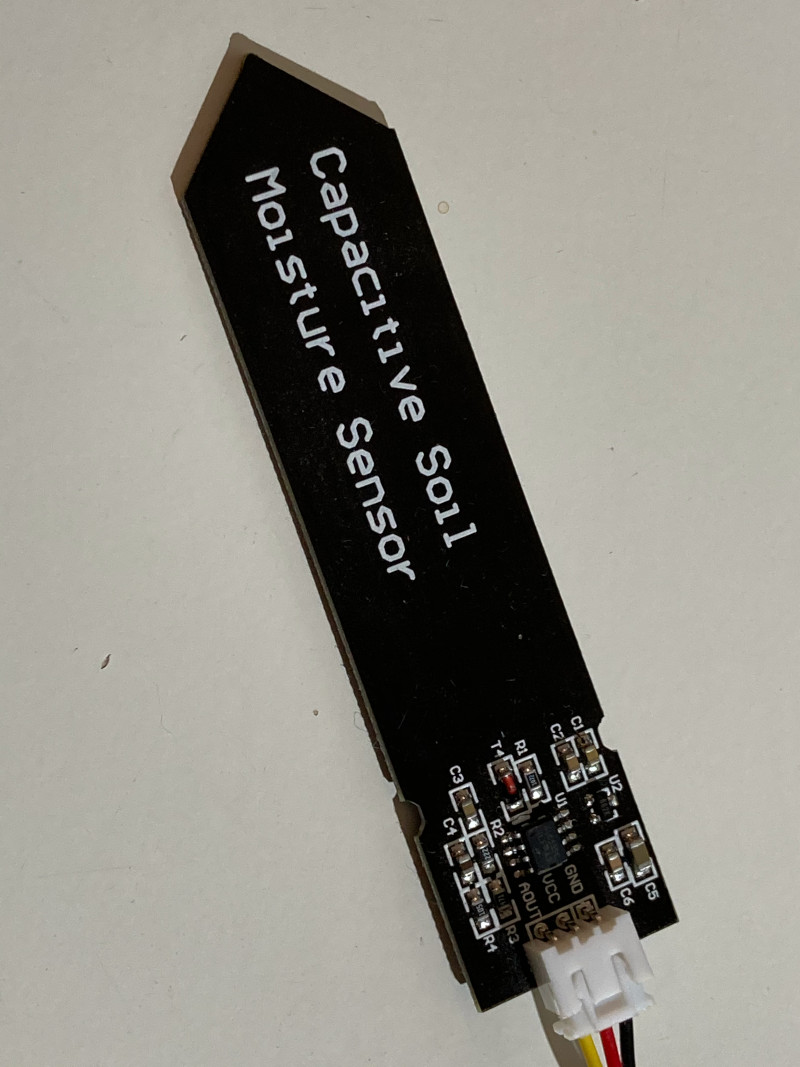 Capacitive Soil
Moisture Sensor
C1
C2
R1
T4
U2
C3
U1
R2
C4
C5
C6
GND
VCC
AOUT
R3
R4